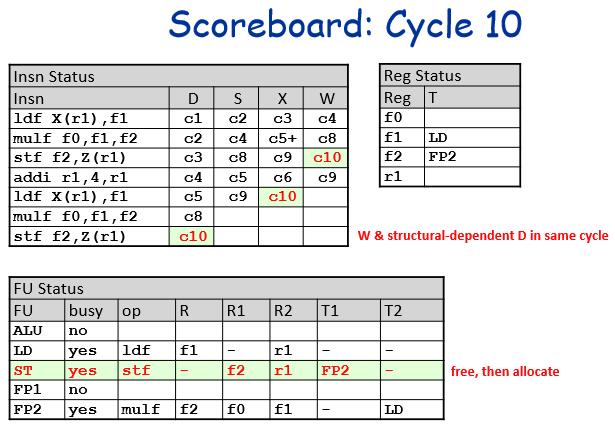 Scoreboard: Cycle 10
Insn Status
Insn D S X W
ldf X(r1),f1 c1 c2 c3 c4
mulf f0,f1,f2 c2 c4 c5+ c8
stf f2,Z(r1) c3 c8 c9 c10
addi r1,4,r1 c4 c5 c6 c9
ldf X(r1),f1 c5 c9 c10
mulf f0,f1,f2 c8
stf f2,Z(r1) c10
Reg Status
Reg T
f0
f1 LD
f2 FP2
r1
W & structural-dependent D in same cycle
FU Status
FU busy op R R1 R2 T1 T2
ALU no
LD yes ldf f1 - r1 - -
ST yes stf - f2 r1 FP2 -
free, then allocate
FP1 no
FP2 yes mulf f2 f0 f1 - LD